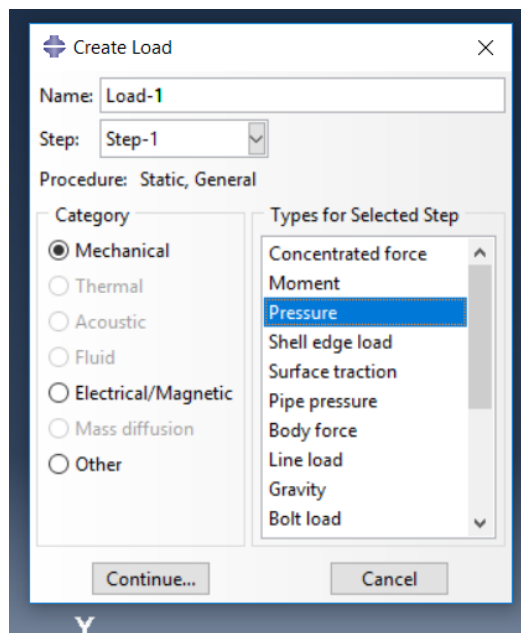 Create Load
Name: Load-1
Step: Step-1
Procedure: Static, General
Category
Mechanical
Thermal
Acoustic
Fluid
Electrical/Magnetic
Mass diffusion
Other
Types for Selected Step
Concentrated force
Moment
Pressure
Shell edge load
Surface traction
Pipe pressure
Body force
Line load
Gravity
Bolt load
Continue...
Cancel
Y